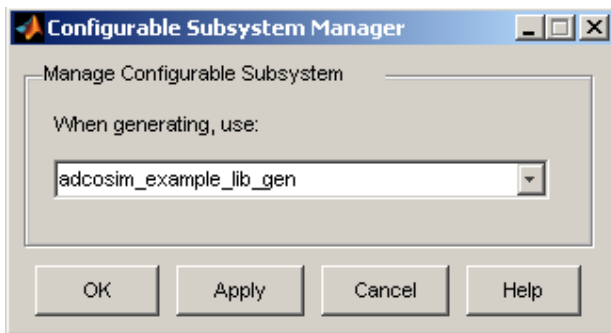 Configurable Subsystem Manager
Manage Configurable Subsystem
When generating, use:
adcosim_example_lib_gen
OK Apply Cancel Help